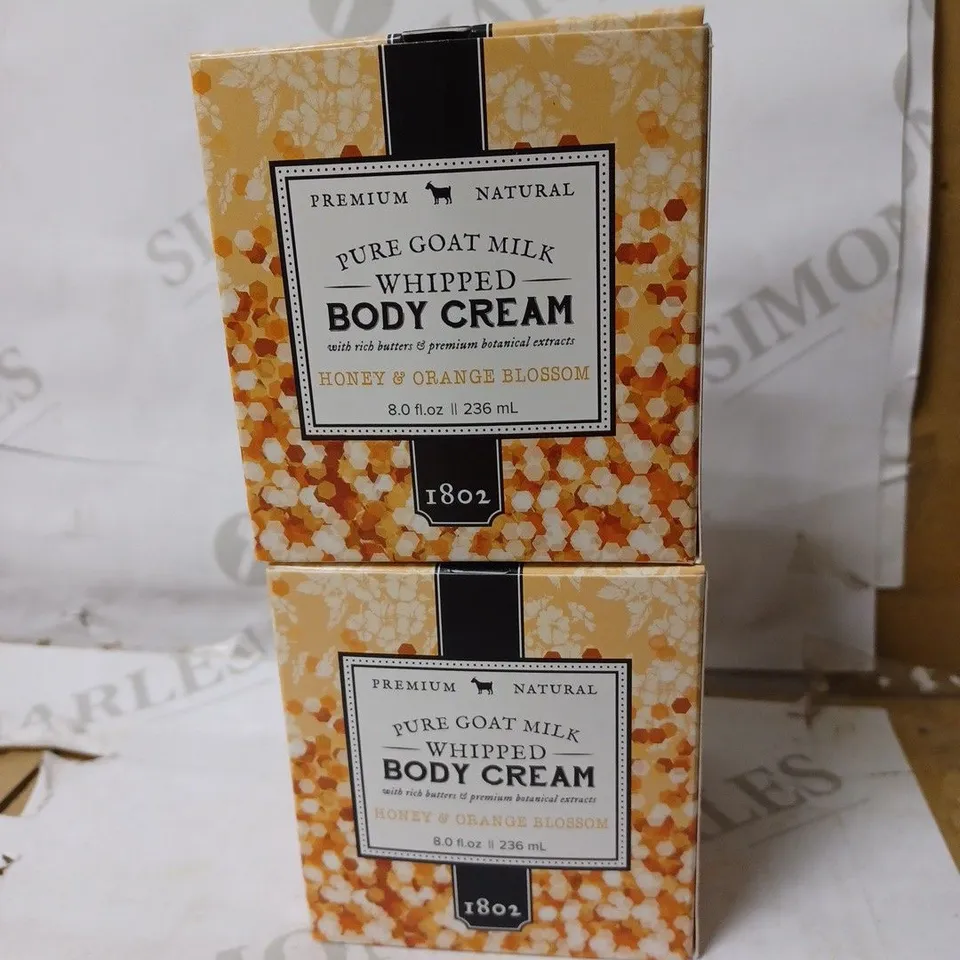 PREMIUM NATURAL
PURE GOAT MILK
WHIPPED
BODY CREAM
with rich butters & premium botanical extracts
HONEY & ORANGE BLOSSOM
8.0 fl.oz || 236 mL
1802
PREMIUM NATURAL
PURE GOAT MILK
WHIPPED
BODY CREAM
with rich butters & premium botanical extracts
HONEY & ORANGE BLOSSOM
8.0 fl.oz || 236 mL
1802
SIMON